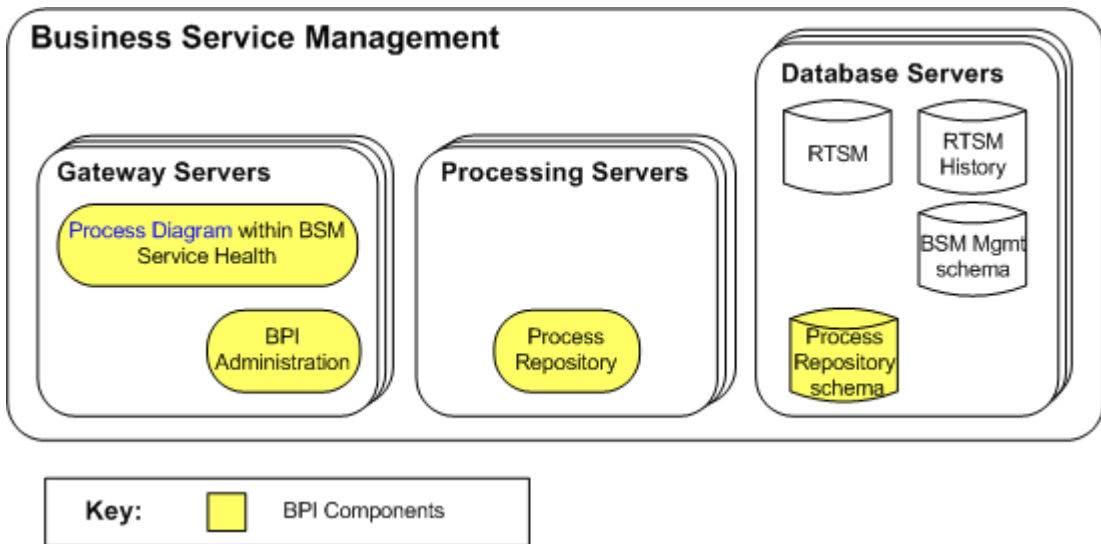 Business Service Management
Gateway Servers
Process Diagram within BSM
Service Health
BPI
Administration
Processing Servers
Process
Repository
Database Servers
RTSM
RTSM
History
BSM Mgmt
schema
Process
Repository
schema
Key:
BPI Components